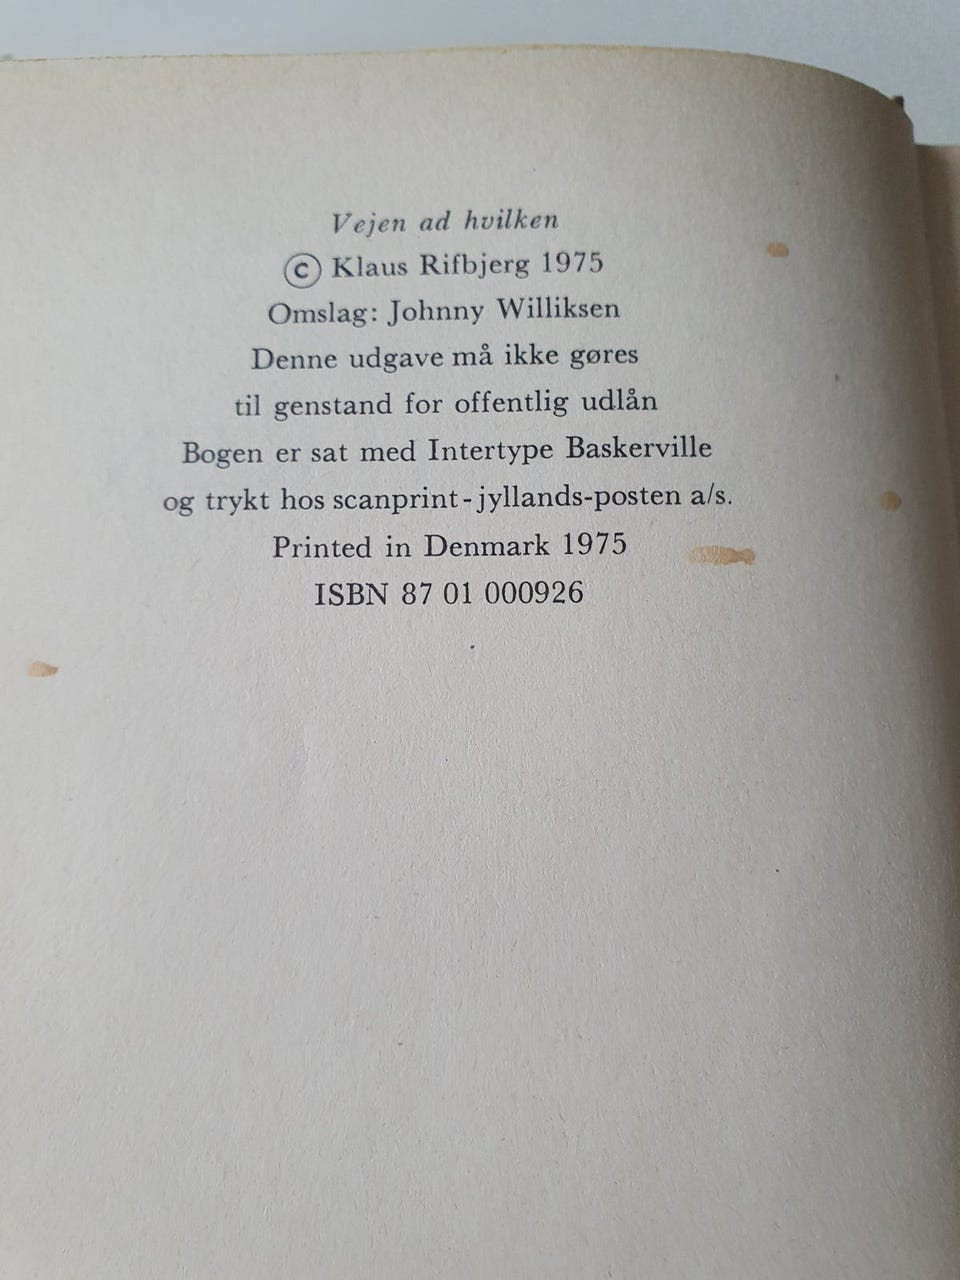 Vejen ad hvilken
© Klaus Rifbjerg 1975
Omslag: Johnny Williksen
Denne udgave må ikke gøres
til genstand for offentlig udlån
Bogen er sat med Intertype Baskerville
og trykt hos scanprint-jyllands-posten a/s.
Printed in Denmark 1975
ISBN 87 01 000926